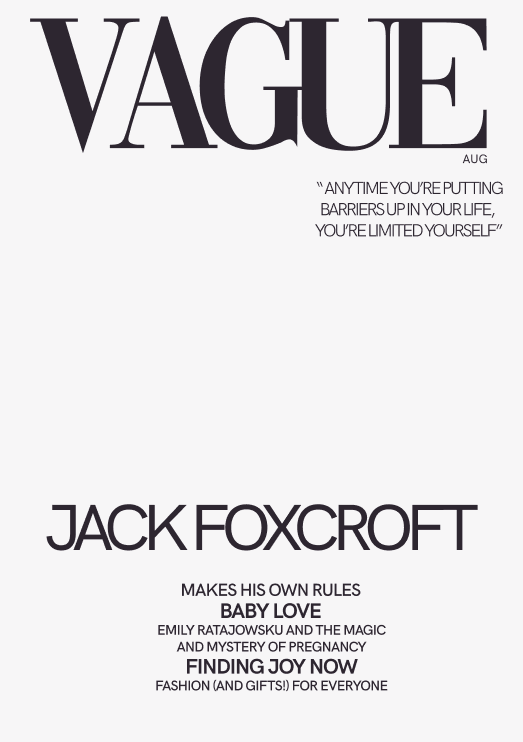 VAGUE
AUG
“ANYTIME YOU’RE PUTTING
BARRIERS UP IN YOUR LIFE,
YOU’RE LIMITED YOURSELF”
JACK FOXCROFT
MAKES HIS OWN RULES
BABY LOVE
EMILY RATAJOWSKU AND THE MAGIC
AND MYSTERY OF PREGNANCY
FINDING JOY NOW
FASHION (AND GIFTS!) FOR EVERYONE